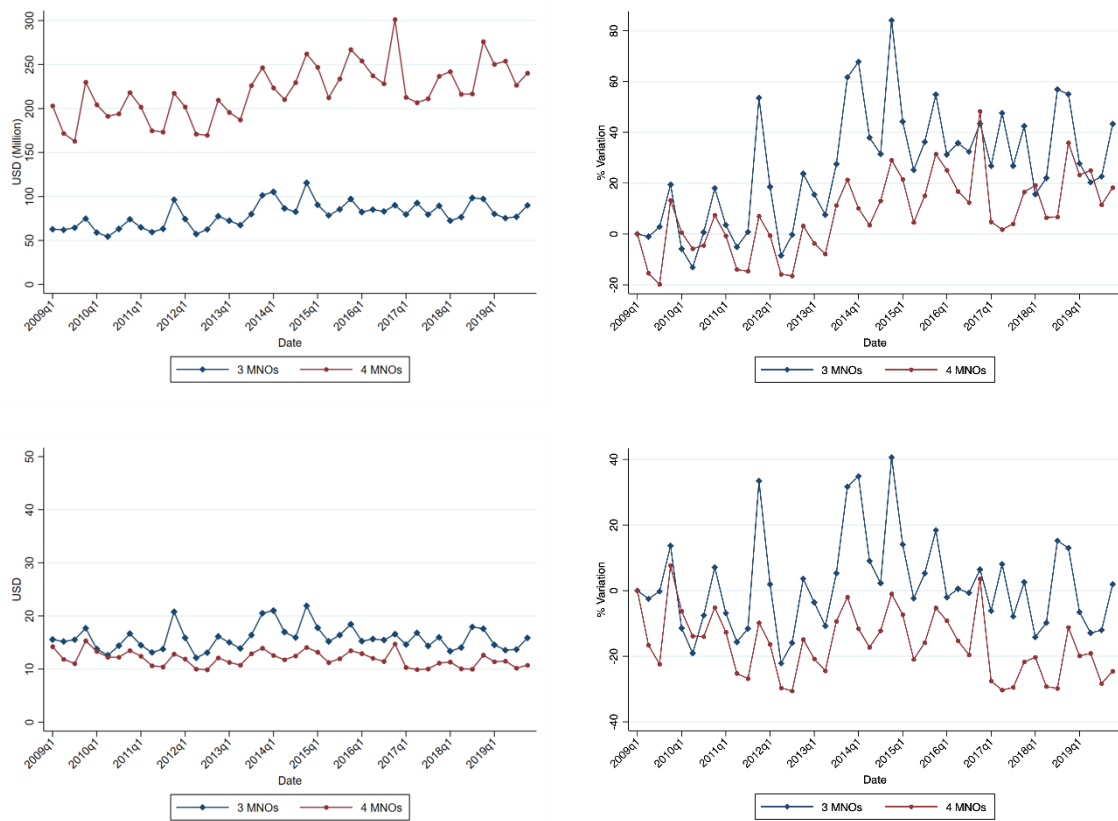 USD (Million)
300
250
200
150
100
50
0
2009q1
2010q1
2011q1
2012q1
2013q1
2014q1
2015q1
2016q1
2017q1
2018q1
2019q1
Date
3 MNOs
4 MNOs
% Variation
80
60
40
20
0
-20
2009q1
2010q1
2011q1
2012q1
2013q1
2014q1
2015q1
2016q1
2017q1
2018q1
2019q1
Date
3 MNOs
4 MNOs
USD
50
40
30
20
10
0
2009q1
2010q1
2011q1
2012q1
2013q1
2014q1
2015q1
2016q1
2017q1
2018q1
2019q1
Date
3 MNOs
4 MNOs
% Variation
40
20
0
-20
-40
2009q1
2010q1
2011q1
2012q1
2013q1
2014q1
2015q1
2016q1
2017q1
2018q1
2019q1
Date
3 MNOs
4 MNOs